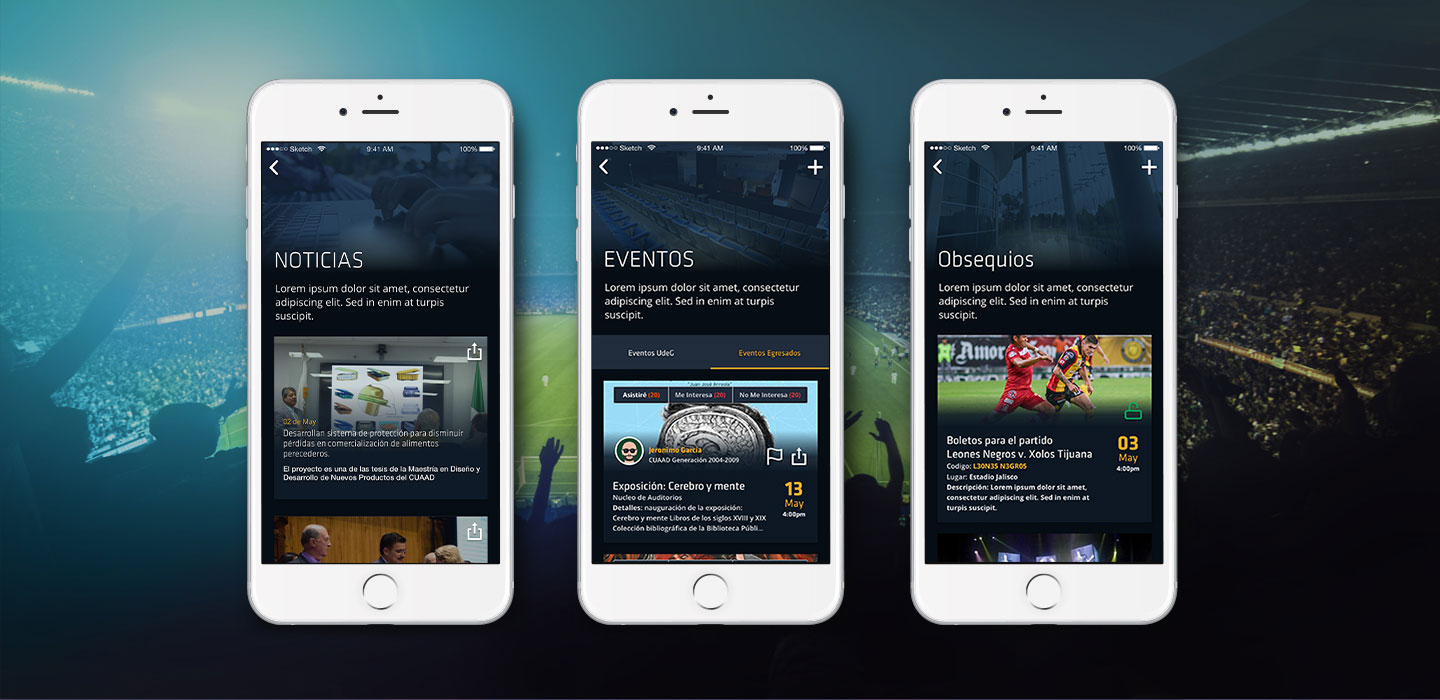 Sketch 9:41 AM 100%
NOTICIAS
Lorem ipsum dolor sit amet, consectetur
adipiscing elit. Sed in enim at turpis
suscipit.
02 de May
Desarrollan sistema de protección para disminuir
pérdidas en comercialización de alimentos
perecederos.
El proyecto es una de las tesis de la Maestría en Diseño y
Desarrollo de Nuevos Productos del CUAAD
Sketch 9:41 AM 100%
EVENTOS
Lorem ipsum dolor sit amet, consectetur
adipiscing elit. Sed in enim at turpis
suscipit.
Eventos UdeG Eventos Egresados
"Juan José Arreola"
Asistiré (20) Me Interesa (20) No Me Interesa (20)
Jeronimo García
CUAAD Generación 2004-2009
Exposición: Cerebro y mente
Nucleo de Auditorios
Detalles: nauguración de la exposición:
Cerebro y mente Libros de los siglos XVIII y XIX
Colección bibliográfica de la Biblioteca Públi...
13
May
4:00pm
Sketch 9:41 AM 100%
Obsequios
Lorem ipsum dolor sit amet, consectetur
adipiscing elit. Sed in enim at turpis
suscipit.
Amor
Boletos para el partido
Leones Negros v. Xolos Tijuana
Codigo: L30N35 N3GR05
Lugar: Estadio Jalisco
Descripción: Lorem ipsum dolor sit amet,
consectetur adipiscing elit. Sed in enim at
turpis suscipit.
03
May
4:00pm